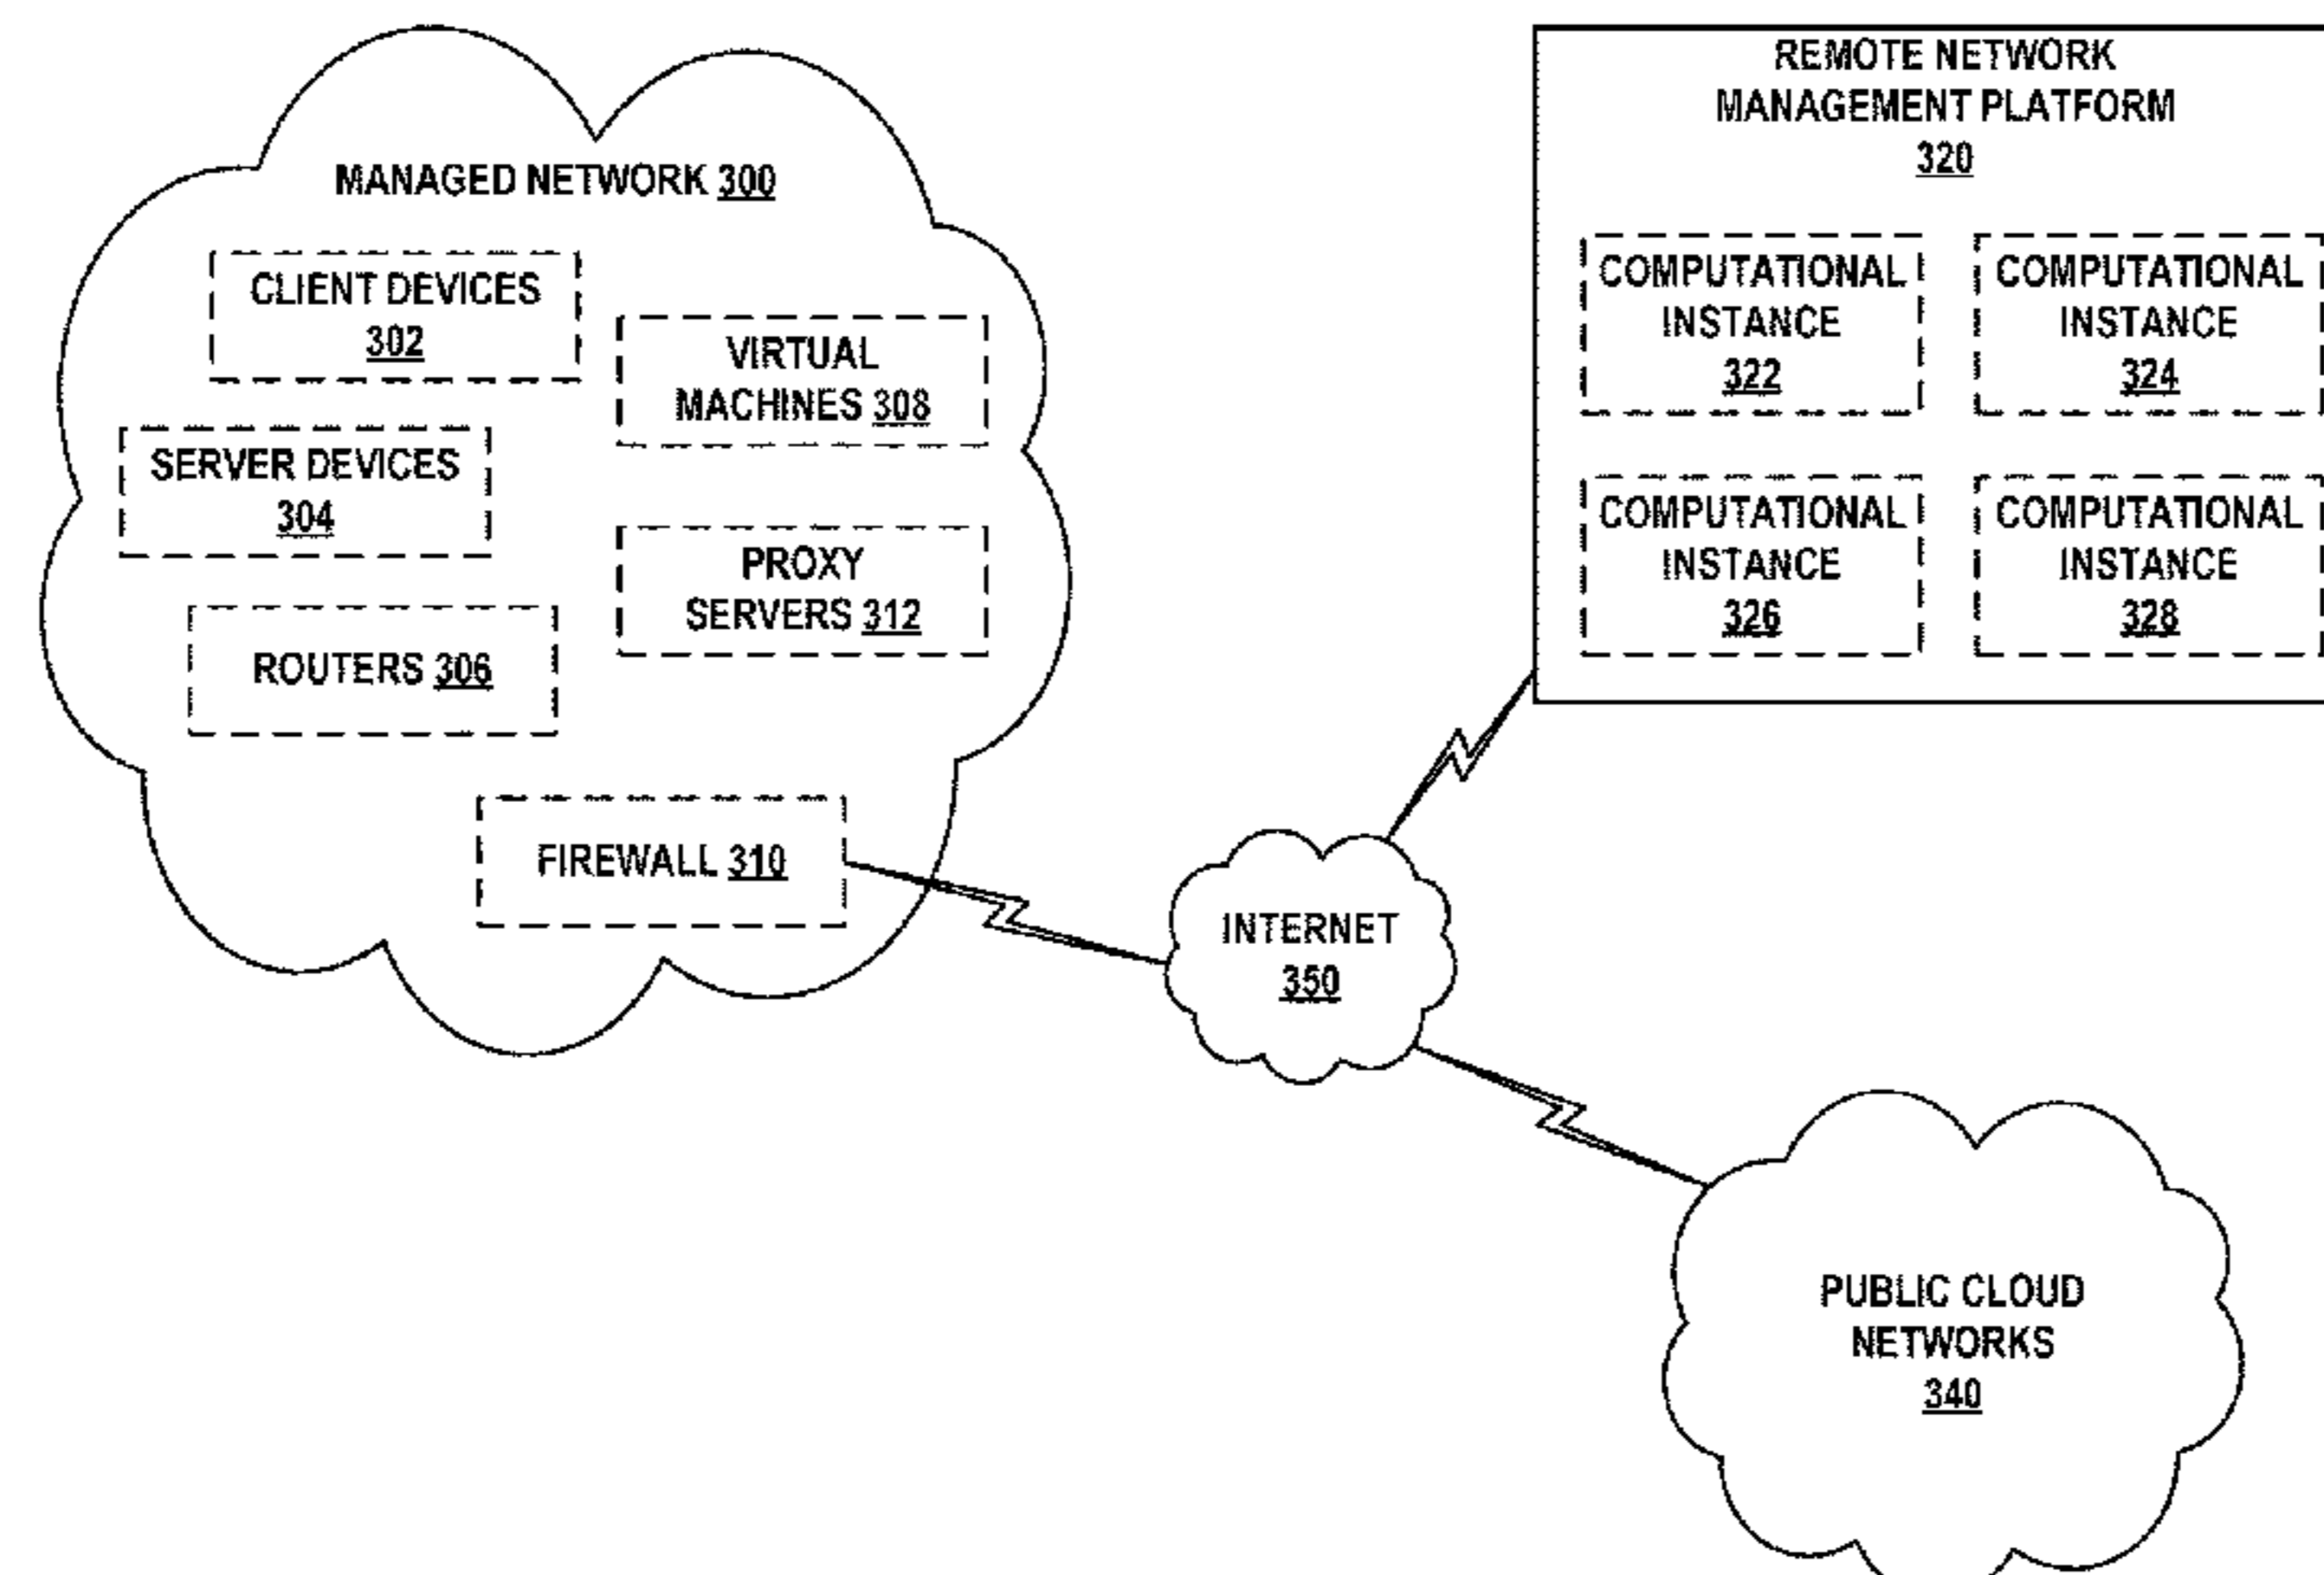 MANAGED NETWORK 300
CLIENT DEVICES
302
VIRTUAL
MACHINES 308
SERVER DEVICES
304
PROXY
SERVERS 312
ROUTERS 306
FIREWALL 310
REMOTE NETWORK
MANAGEMENT PLATFORM
320
COMPUTATIONAL
INSTANCE
322
COMPUTATIONAL
INSTANCE
324
COMPUTATIONAL
INSTANCE
326
COMPUTATIONAL
INSTANCE
328
INTERNET
350
PUBLIC CLOUD
NETWORKS
340